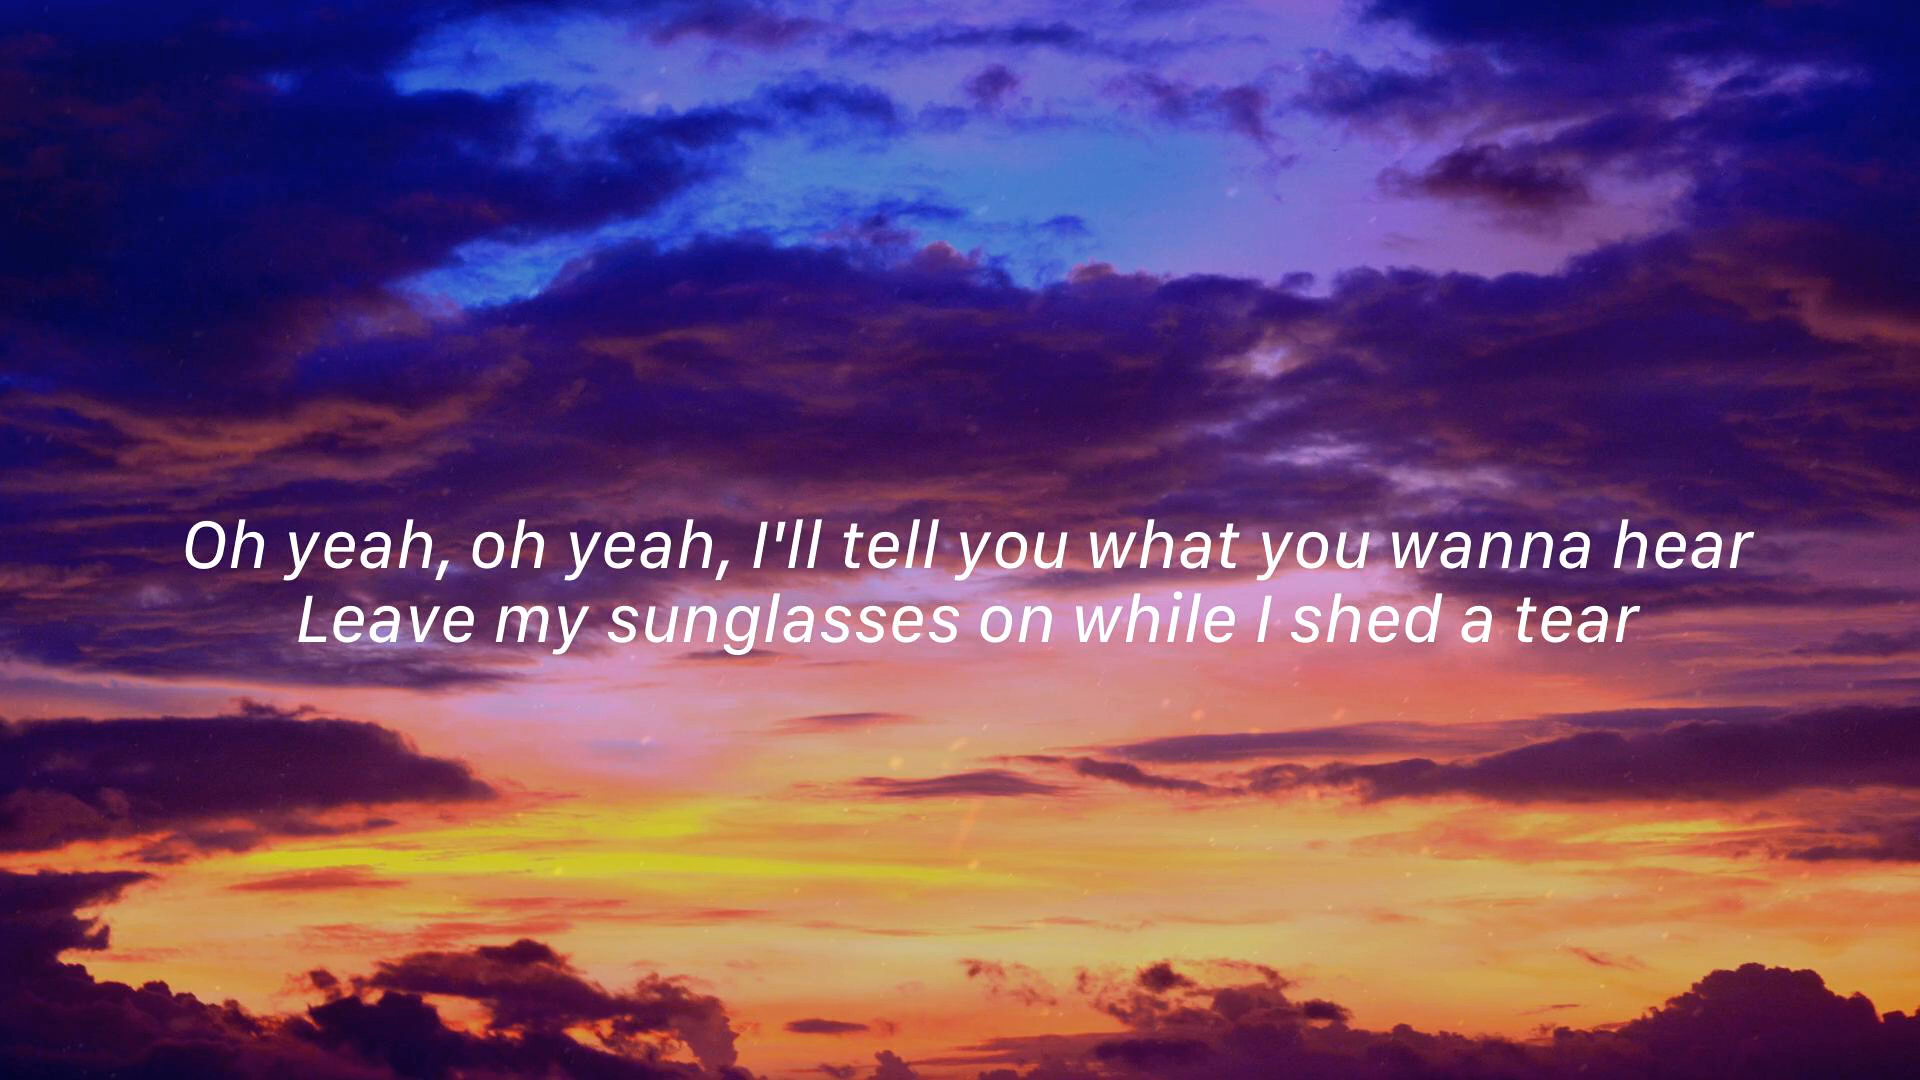 Oh yeah, oh yeah, I'll tell you what you wanna hear
Leave my sunglasses on while I shed a tear